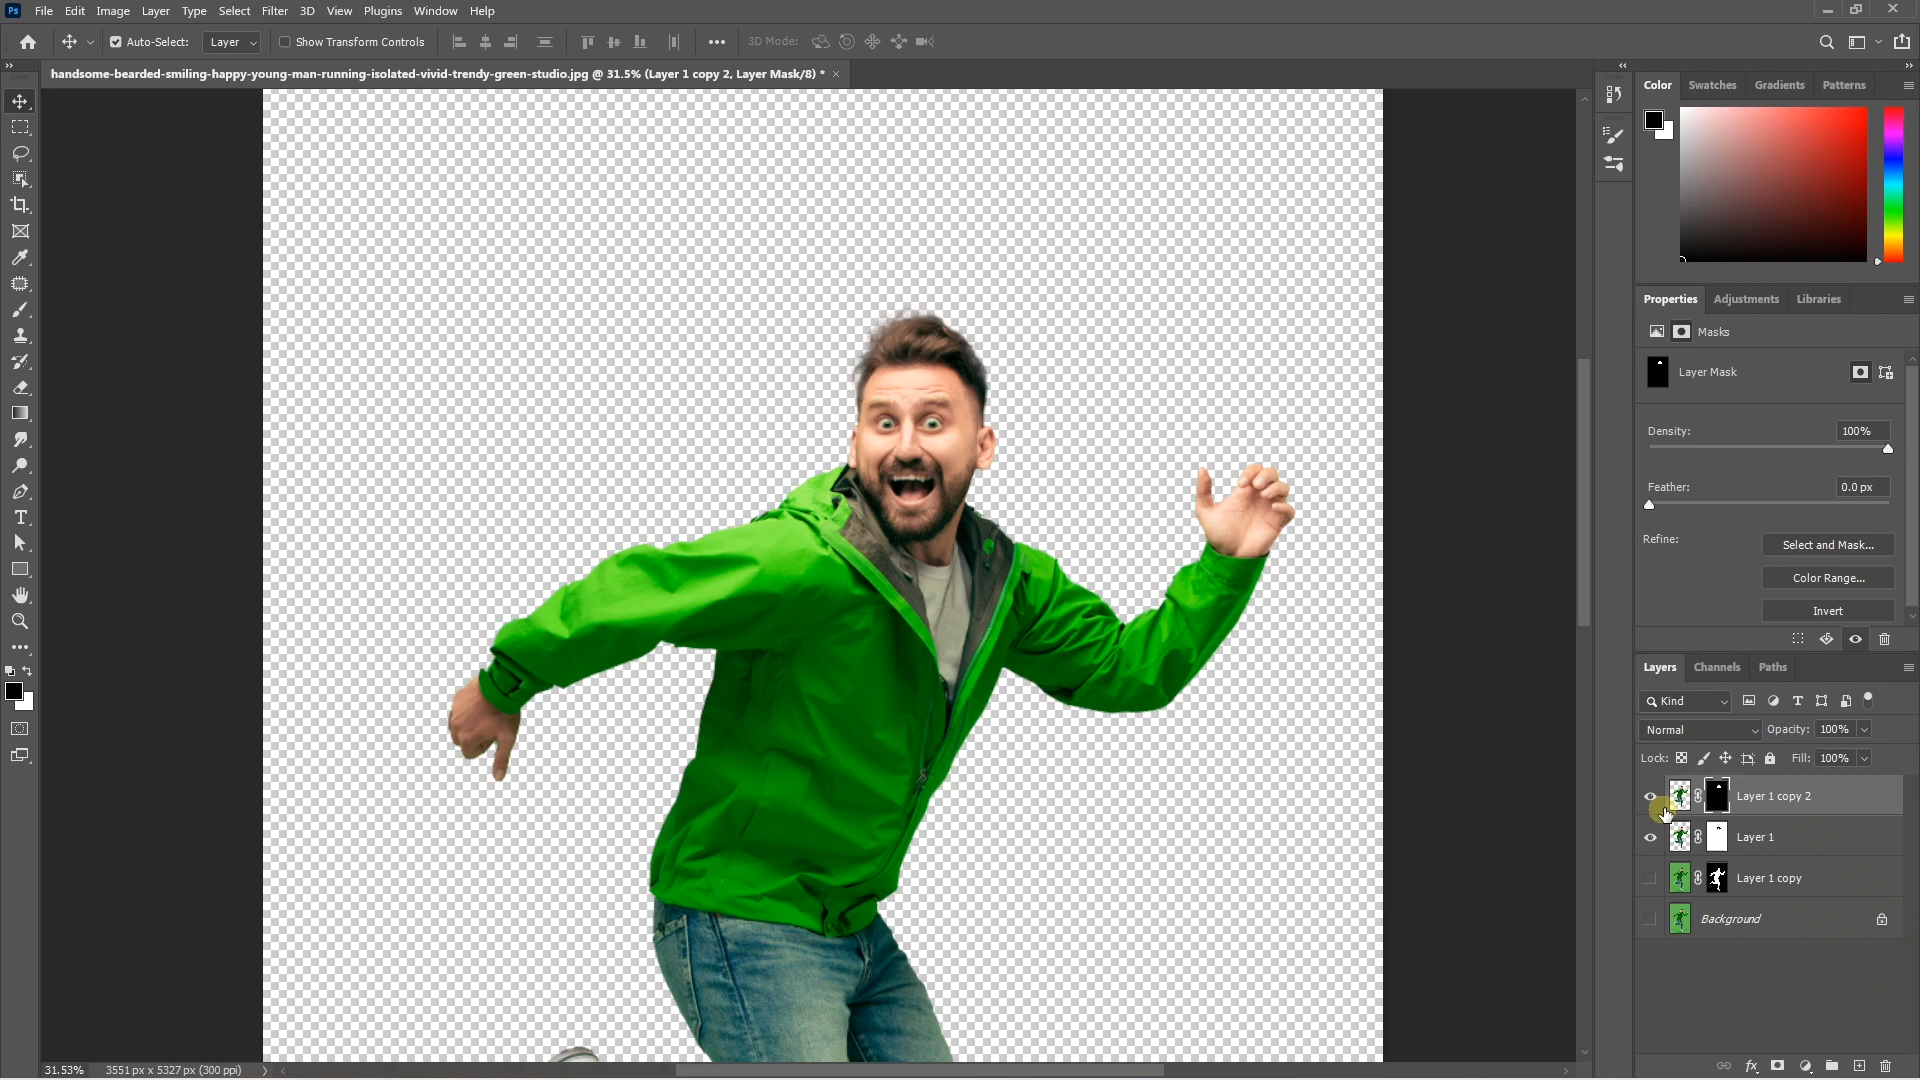 Ps File Edit Image Layer Type Select Filter 3D View Plugins Window Help
Auto-Select: Layer Show Transform Controls 3D Mode:
handsome-bearded-smiling-happy-young-man-running-isolated-vivid-trendy-green-studio.jpg @ 31.5% (Layer 1 copy 2, Layer Mask/8) *
Color Swatches Gradients Patterns
Properties Adjustments Libraries
Masks
Layer Mask
Density: 100%
Feather: 0.0 px
Refine: Select and Mask...
Color Range...
Invert
Layers Channels Paths
Kind
Normal Opacity: 100%
Lock: Fill: 100%
Layer 1 copy 2
Layer 1
Layer 1 copy
Background
31.53% 3551 px x 5327 px (300 ppi)